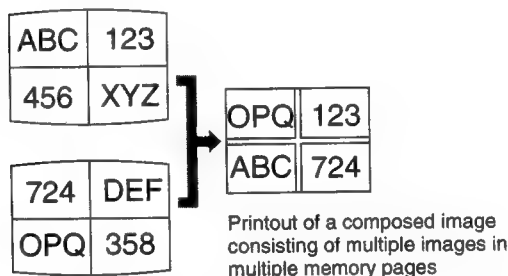 ABC 123
456 XYZ
OPQ 123
ABC 724
724 DEF
OPQ 358
Printout of a composed image
consisting of multiple images in
multiple memory pages